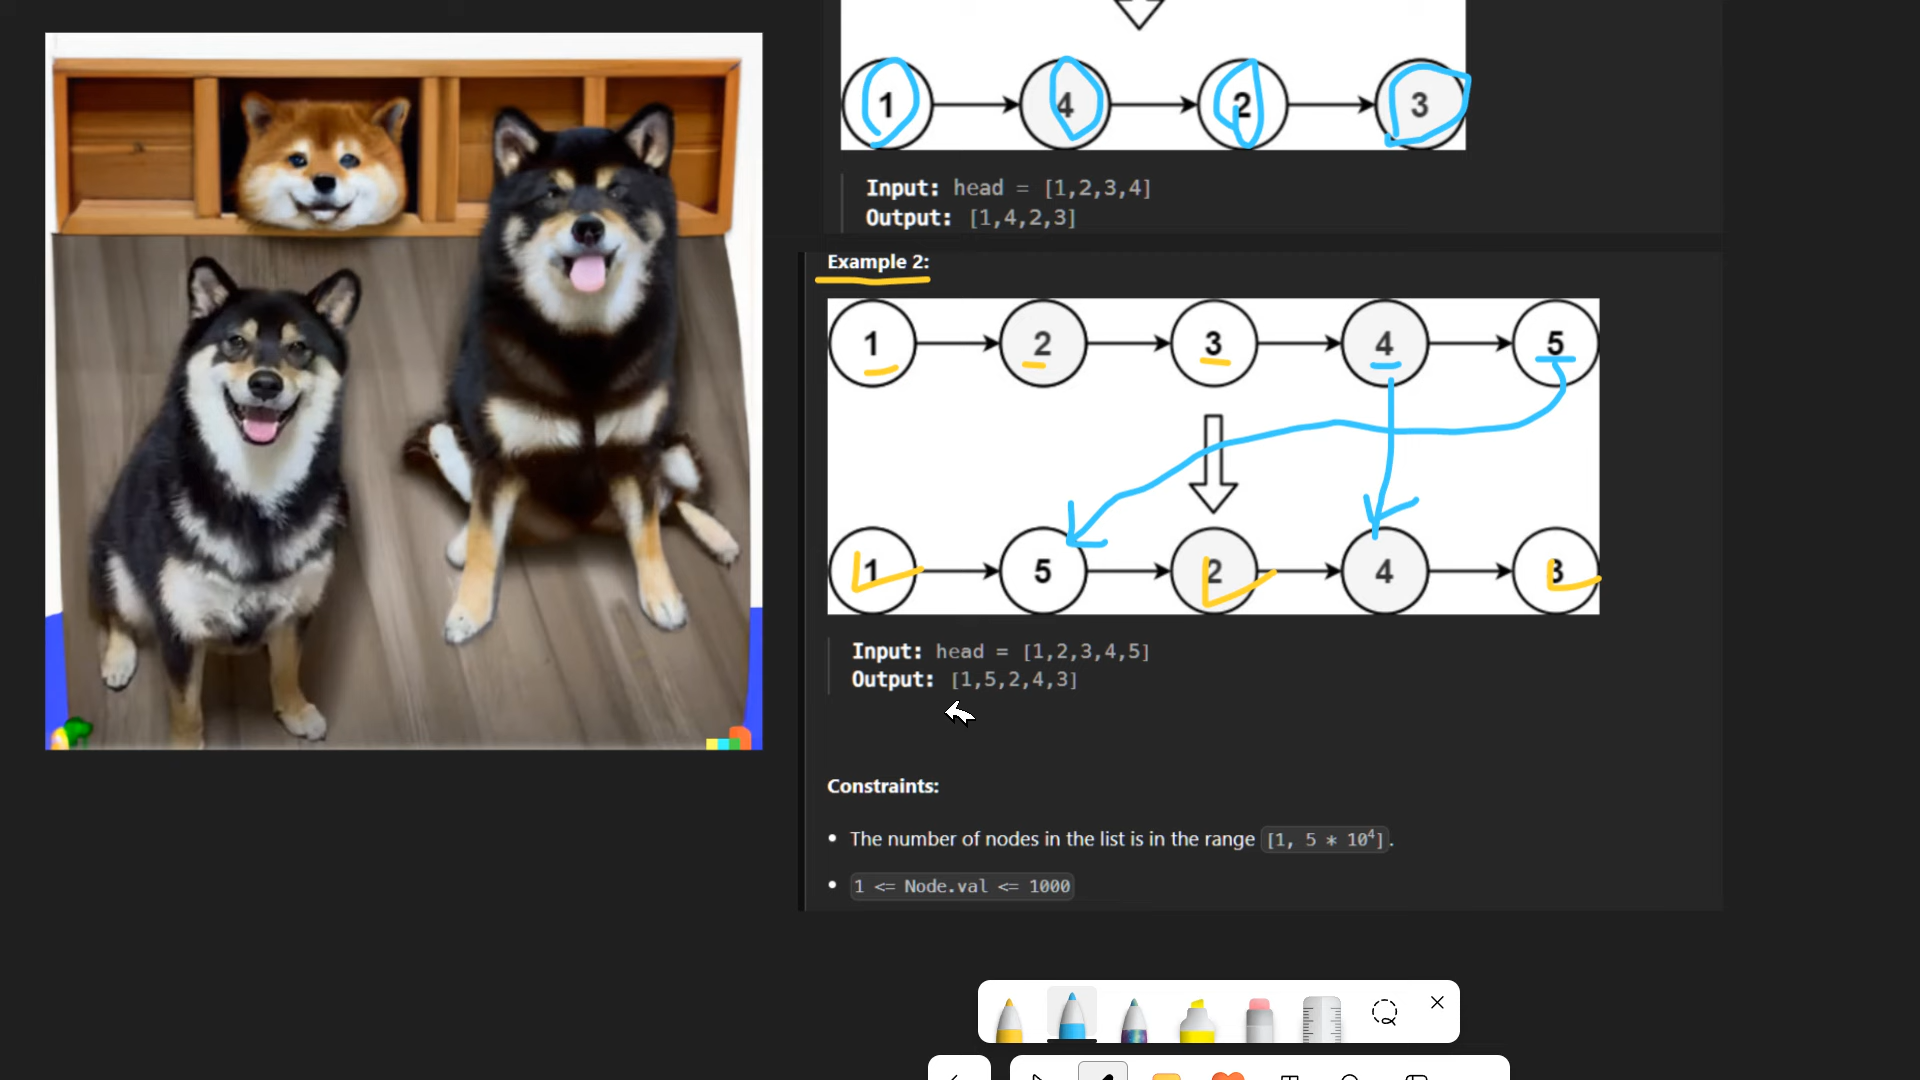 1 4 2 3
Input: head = [1,2,3,4]
Output: [1,4,2,3]
Example 2:
1 2 3 4 5
1 5 2 4 3
Input: head = [1,2,3,4,5]
Output: [1,5,2,4,3]
Constraints:
• The number of nodes in the list is in the range [1, 5 * 10⁴].
• 1 <= Node.val <= 1000